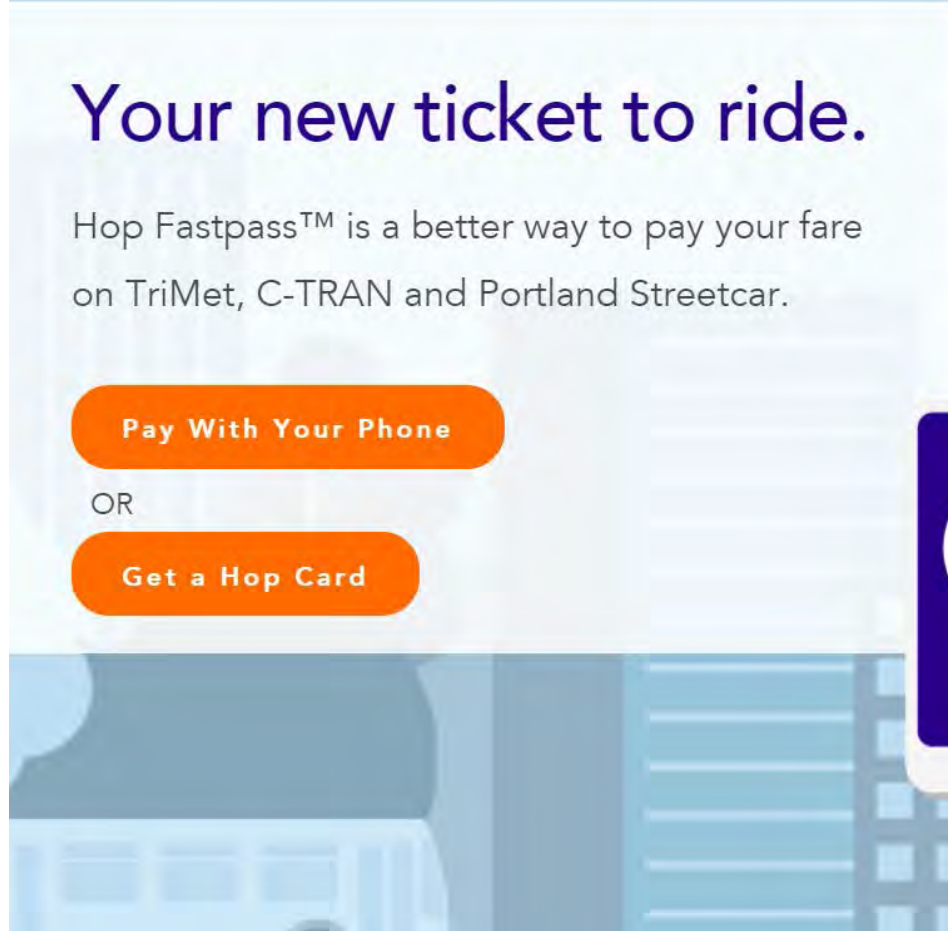 Your new ticket to ride.
Hop Fastpass™ is a better way to pay your fare
on TriMet, C-TRAN and Portland Streetcar.
Pay With Your Phone
OR
Get a Hop Card